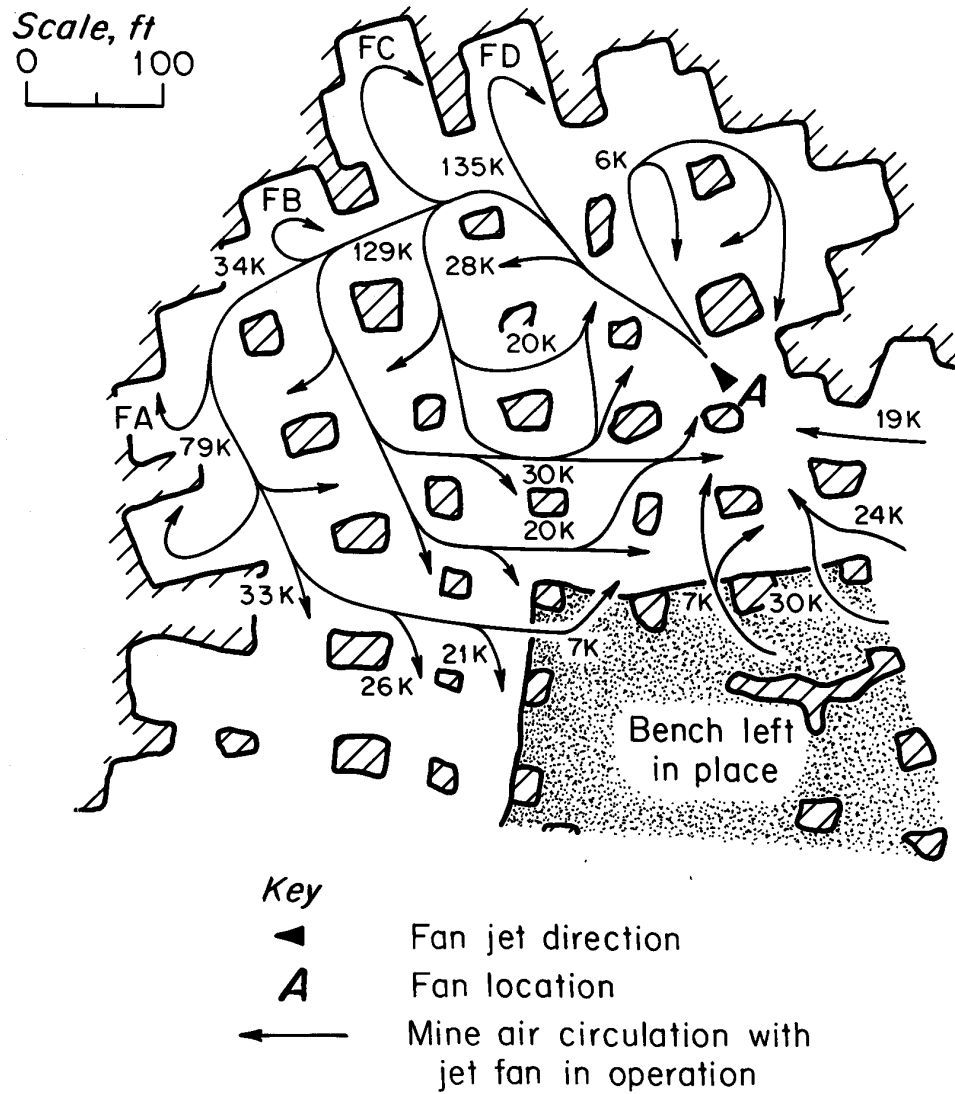 Scale, ft
0 100
FC FD
135K 6K
FB
34K 129K 28K
20K
A
FA
79K
19K
30K
20K
24K
33K
7K 30K
21K 7K
26K
Bench left
in place
Key
Fan jet direction
A Fan location
Mine air circulation with
jet fan in operation